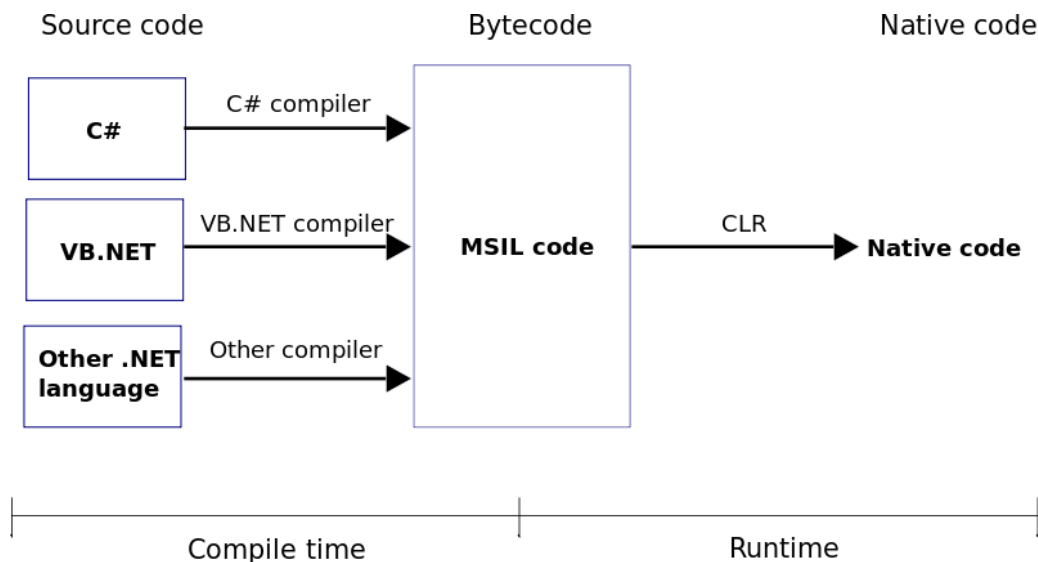 Source code
Bytecode
Native code
C#
C# compiler
VB.NET
VB.NET compiler
MSIL code
CLR
Native code
Other .NET
language
Other compiler
Compile time
Runtime